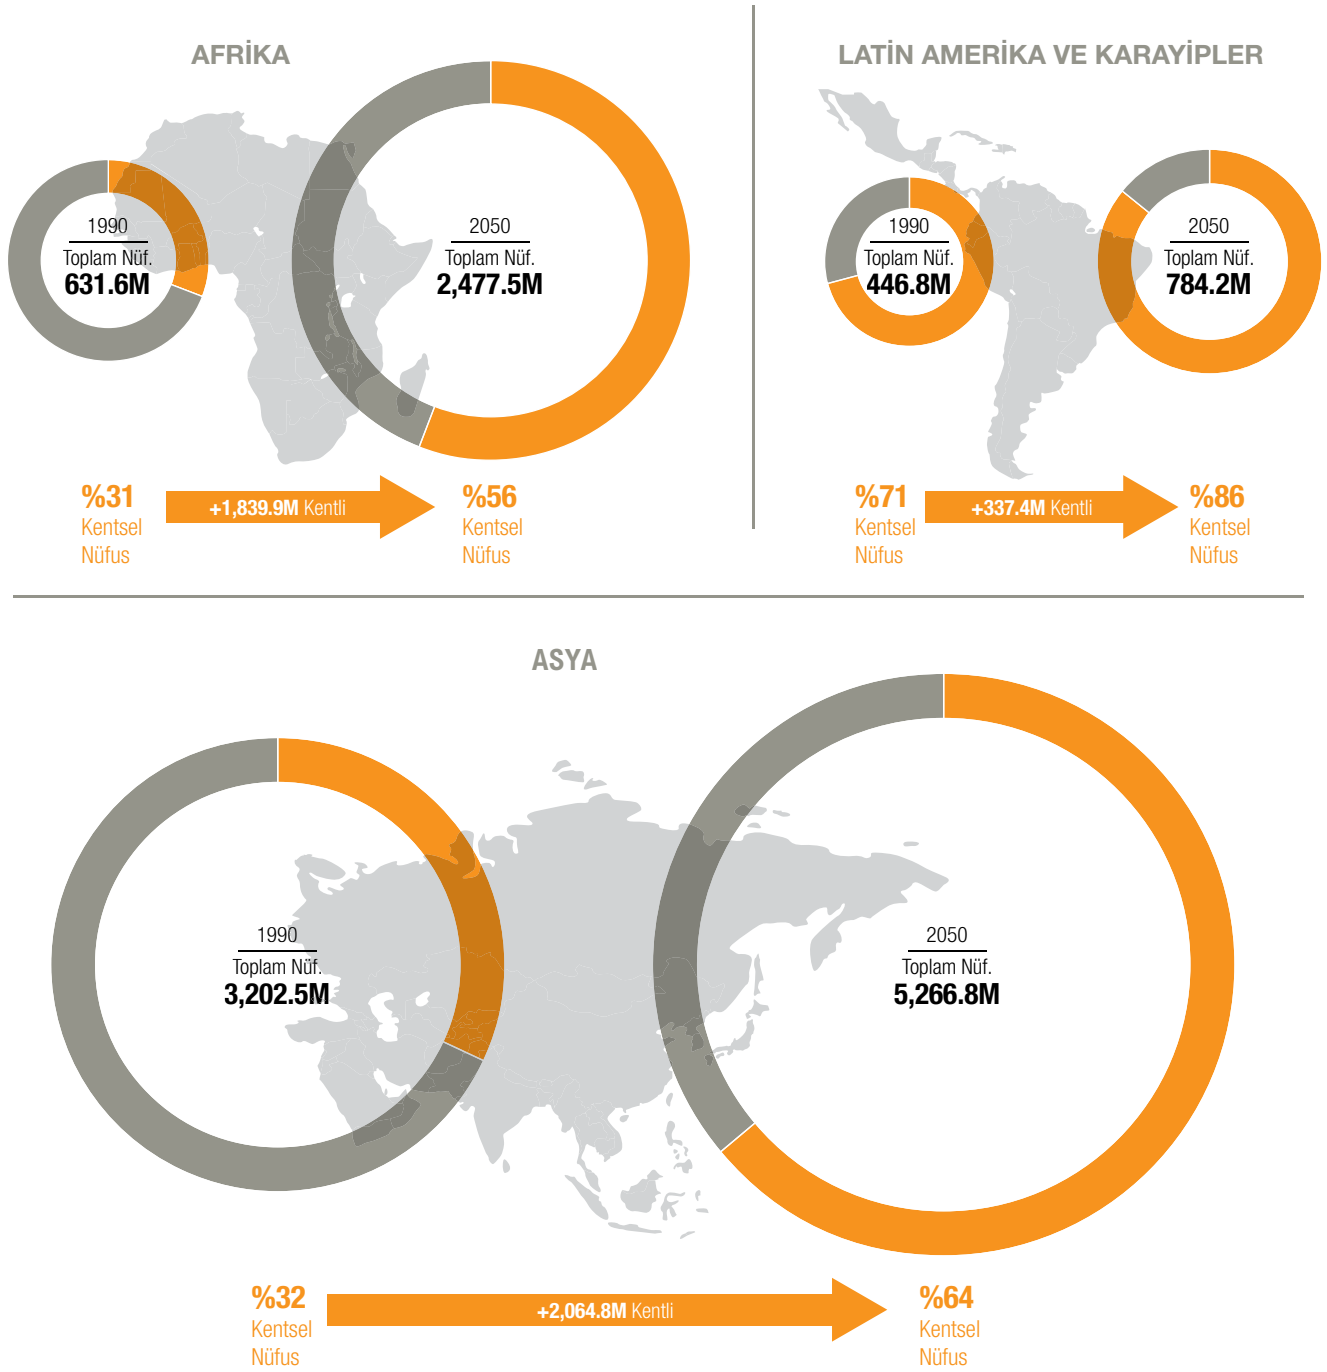 AFRİKA
1990
Toplam Nüf.
631.6M
2050
Toplam Nüf.
2,477.5M
%31
Kentsel
Nüfus
+1,839.9M Kentli
%56
Kentsel
Nüfus
LATİN AMERİKA VE KARAYİPLER
1990
Toplam Nüf.
446.8M
2050
Toplam Nüf.
784.2M
%71
Kentsel
Nüfus
+337.4M Kentli
%86
Kentsel
Nüfus
ASYA
1990
Toplam Nüf.
3,202.5M
2050
Toplam Nüf.
5,266.8M
%32
Kentsel
Nüfus
+2,064.8M Kentli
%64
Kentsel
Nüfus